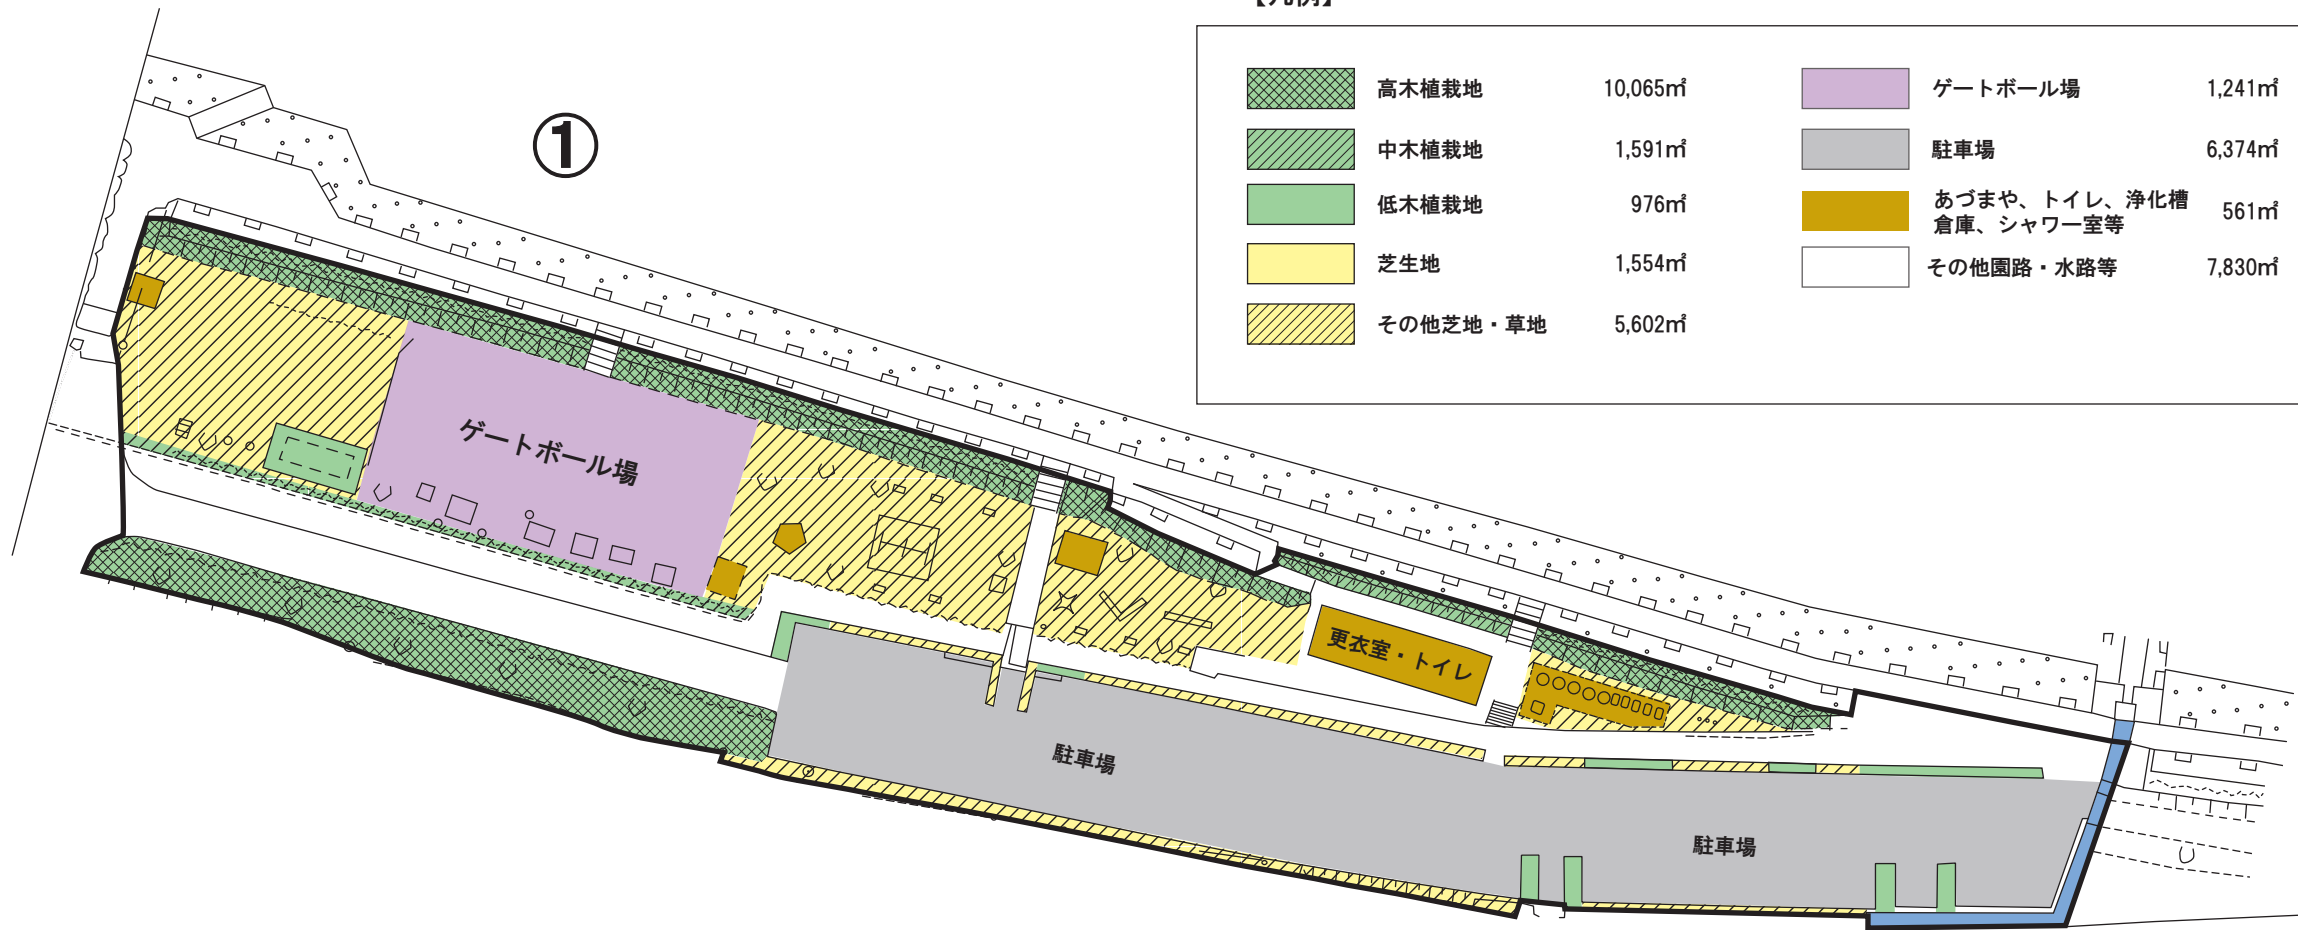 【凡例】
①
高木植栽地 10,065㎡
中木植栽地 1,591㎡
低木植栽地 976㎡
芝生地 1,554㎡
その他芝地・草地 5,602㎡
ゲートボール場 1,241㎡
駐車場 6,374㎡
あづまや、トイレ、浄化槽
倉庫、シャワー室等 561㎡
その他園路・水路等 7,830㎡
ゲートボール場
更衣室・トイレ
駐車場
駐車場